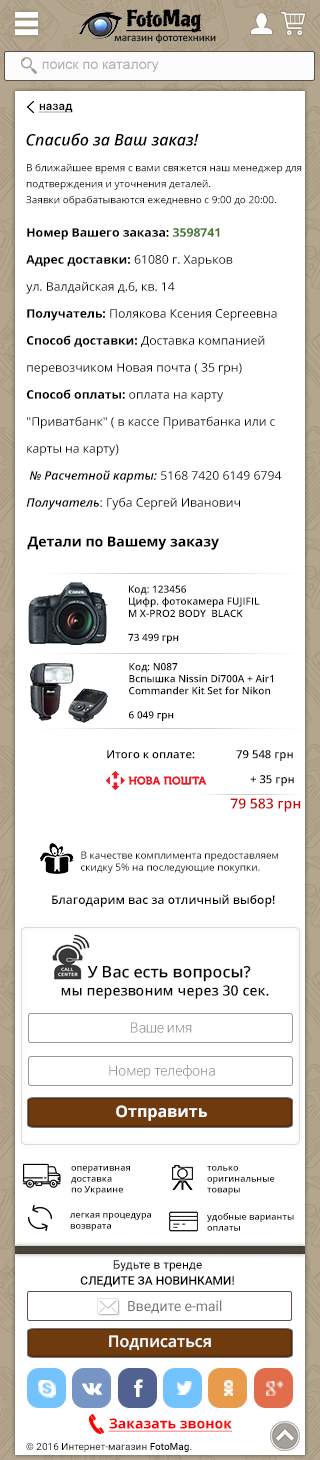 FotoMag
магазин фототехники
поиск по каталогу
назад
Спасибо за Ваш заказ!
В ближайшее время с вами свяжется наш менеджер для
подтверждения и уточнения деталей.
Заявки обрабатываются ежедневно с 9:00 до 20:00.
Номер Вашего заказа: 3598741
Адрес доставки: 61080 г. Харьков
ул. Валдайская д.6, кв. 14
Получатель: Полякова Ксения Сергеевна
Способ доставки: Доставка компанией
перевозчиком Новая почта ( 35 грн)
Способ оплаты: оплата на карту
"Приватбанк" ( в кассе Приватбанка или с
карты на карту)
№ Расчетной карты: 5168 7420 6149 6794
Получатель: Губа Сергей Иванович
Детали по Вашему заказу
Canon
Код: 123456
Цифр. фотокамера FUJIFIL
M X-PRO2 BODY BLACK
73 499 грн
Код: N087
Вспышка Nissin Di700A + Air1
Commander Kit Set for Nikon
6 049 грн
Итого к оплате: 79 548 грн
НОВА ПОШТА + 35 грн
79 583 грн
В качестве комплимента предоставляем
скидку 5% на последующие покупки.
Благодарим вас за отличный выбор!
CALL
CENTER
У Вас есть вопросы?
мы перезвоним через 30 сек.
Ваше имя
Номер телефона
Отправить
оперативная
доставка
по Украине
только
оригинальные
товары
легкая процедура
возврата
удобные варианты
оплаты
Будьте в тренде
СЛЕДИТЕ ЗА НОВИНКАМИ!
Введите e-mail
Подписаться
Заказать звонок
© 2016 Интернет-магазин FotoMag.